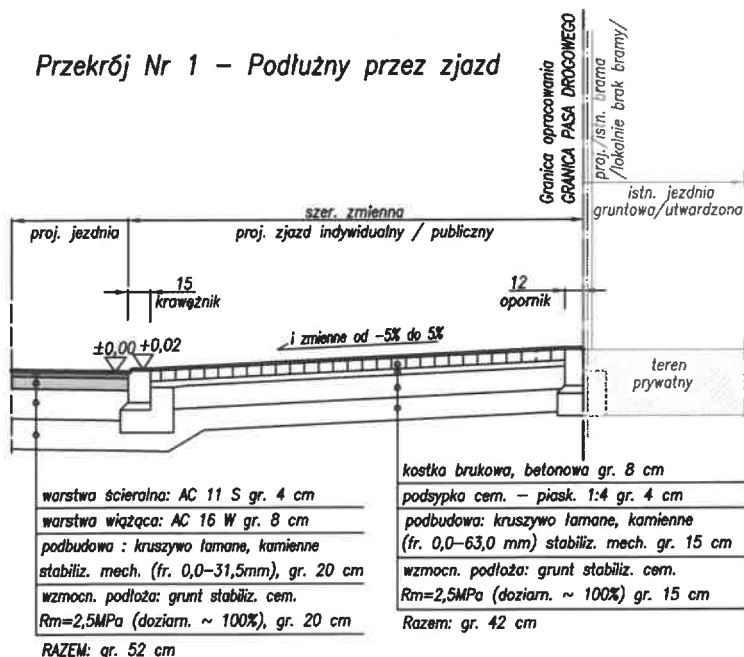 Przekrój Nr 1 – Podłużny przez zjazd
Granica opracowania
GRANICA PASA DROGOWEGO
proj./istn. brama
/lokalnie brak bramy/
istn. jezdnia
gruntowa/utwardzona
proj. jezdnia
szer. zmienna
proj. zjazd indywidualny / publiczny
15
krawężnik
12
opornik
±0,00
+0,02
i zmienne od -5% do 5%
teren
prywatny
warstwa ścieralna: AC 11 S gr. 4 cm
warstwa wiążąca: AC 16 W gr. 8 cm
podbudowa : kruszywo łamane, kamienne
stabiliz. mech. (fr. 0,0-31,5mm), gr. 20 cm
wzmocn. podłoża: grunt stabiliz. cem.
Rm=2,5MPa (doziarn. ~ 100%), gr. 20 cm
RAZEM: gr. 52 cm
kostka brukowa, betonowa gr. 8 cm
podsypka cem. – piask. 1:4 gr. 4 cm
podbudowa: kruszywo łamane, kamienne
(fr. 0,0-63,0 mm) stabiliz. mech. gr. 15 cm
wzmocn. podłoża: grunt stabiliz. cem.
Rm=2,5MPa (doziarn. ~ 100%) gr. 15 cm
Razem: gr. 42 cm